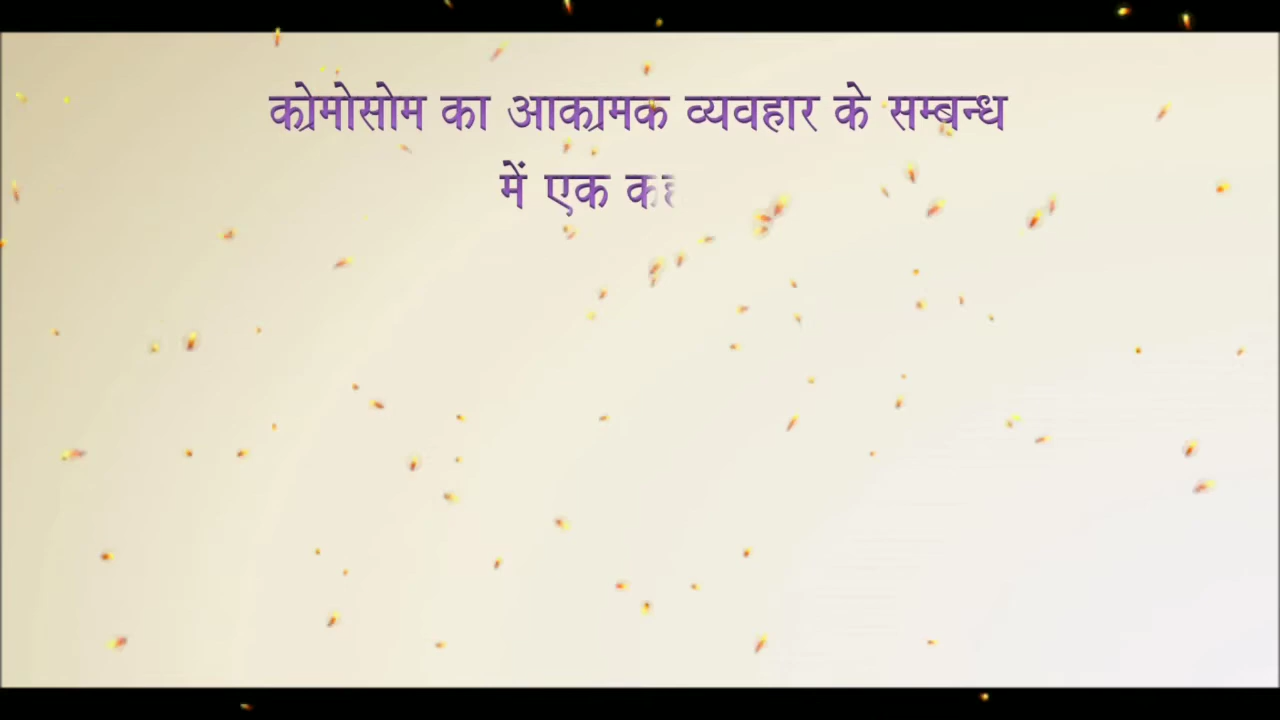 क्रोमोसोम का आक्रामक व्यवहार के सम्बन्ध
में एक